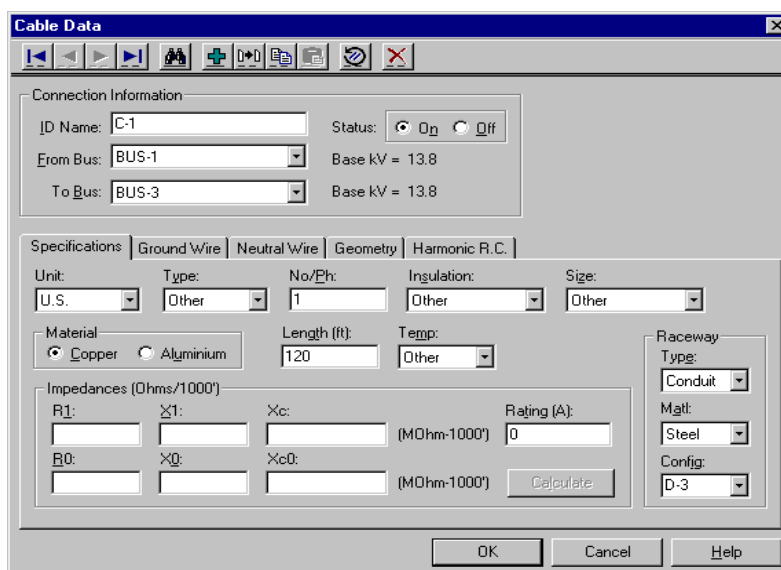 Cable Data
Connection Information
ID Name: C-1 Status: On Off
From Bus: BUS-1 Base kV = 13.8
To Bus: BUS-3 Base kV = 13.8
Specifications Ground Wire Neutral Wire Geometry Harmonic R.C.
Unit: Type: No/Ph: Insulation: Size:
U.S. Other 1 Other Other
Material Length (ft): Temp: Raceway
Copper Aluminium 120 Other Type:
Conduit
Impedances (Ohms/1000')
R1: X1: Xc: Rating (A): Matl:
(MOhm-1000') 0 Steel
R0: X0: Xc0: Config:
(MOhm-1000') Calculate D-3
OK Cancel Help